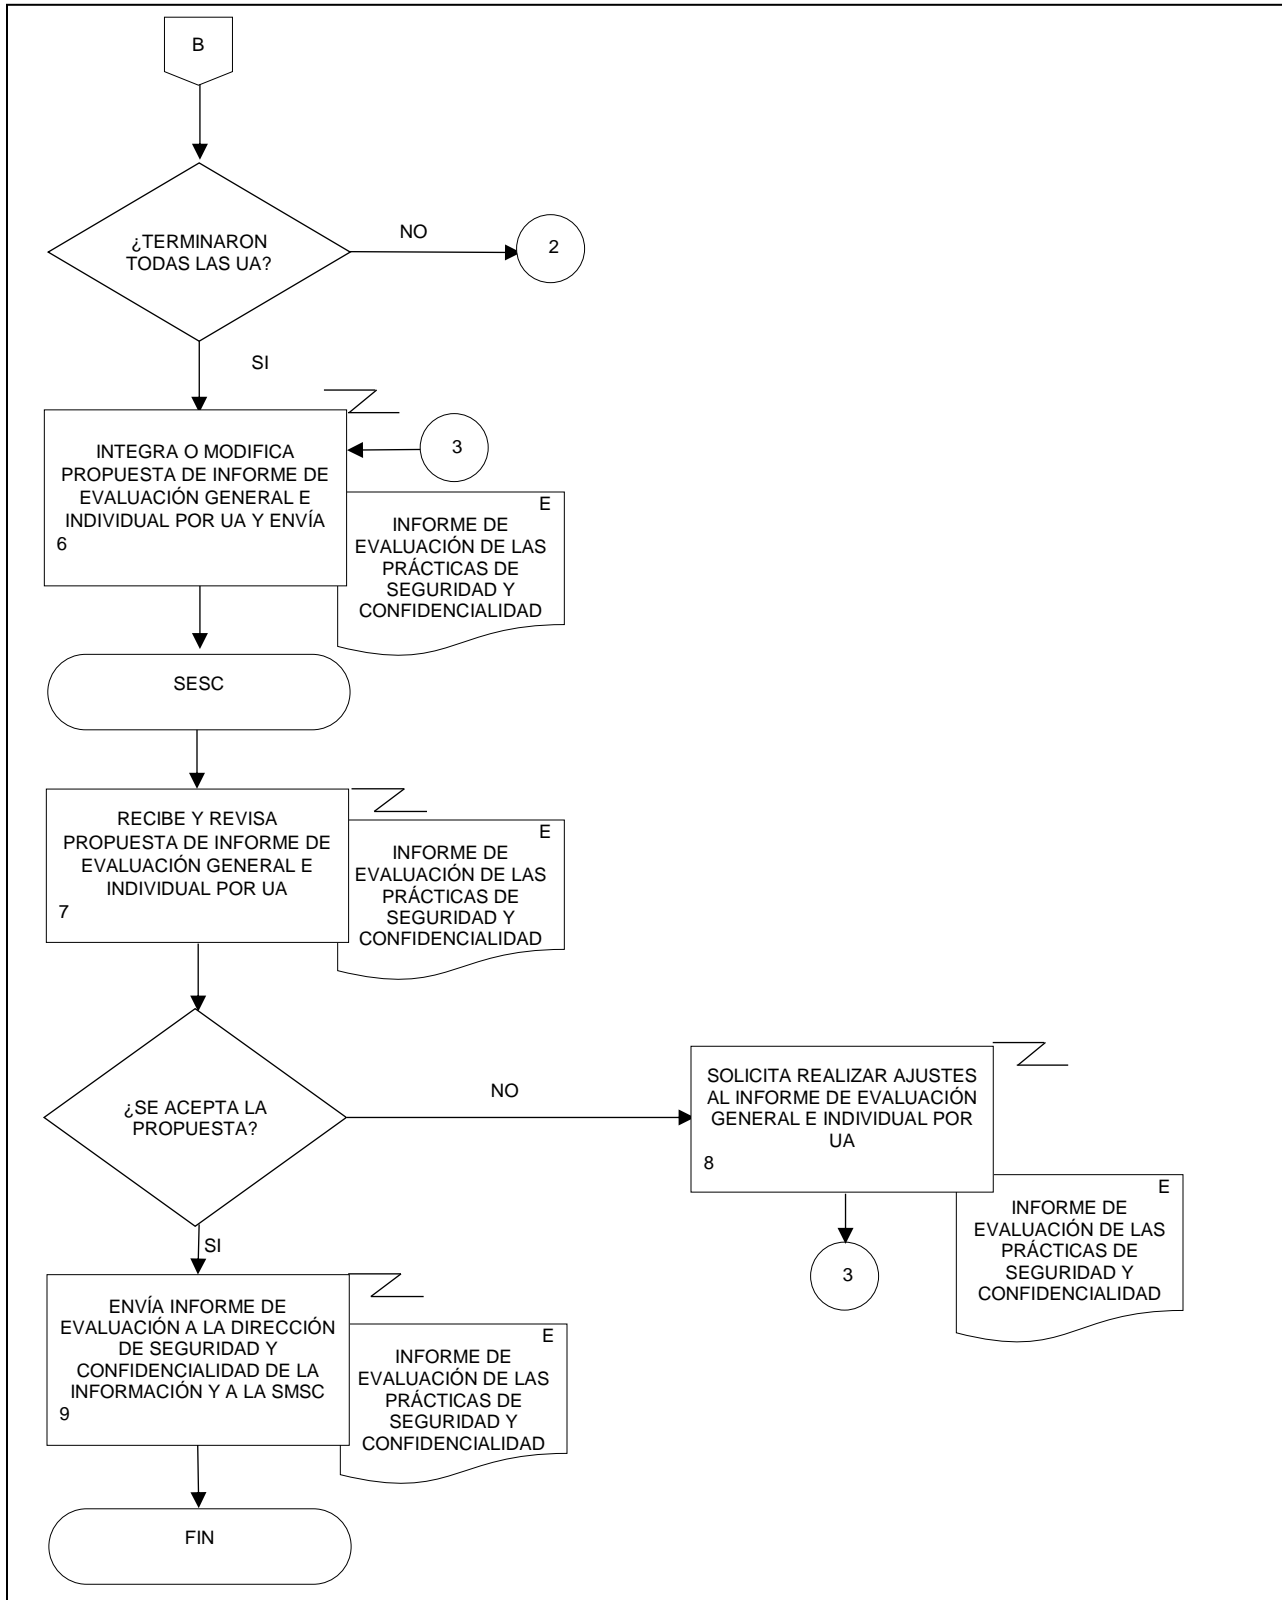 B
¿TERMINARON
TODAS LAS UA?
NO
2
SI
INTEGRA O MODIFICA
PROPUESTA DE INFORME DE
EVALUACIÓN GENERAL E
INDIVIDUAL POR UA Y ENVÍA
6
3
E
INFORME DE
EVALUACIÓN DE LAS
PRÁCTICAS DE
SEGURIDAD Y
CONFIDENCIALIDAD
SESC
RECIBE Y REVISA
PROPUESTA DE INFORME DE
EVALUACIÓN GENERAL E
INDIVIDUAL POR UA
7
E
INFORME DE
EVALUACIÓN DE LAS
PRÁCTICAS DE
SEGURIDAD Y
CONFIDENCIALIDAD
¿SE ACEPTA LA
PROPUESTA?
NO
SOLICITA REALIZAR AJUSTES
AL INFORME DE EVALUACIÓN
GENERAL E INDIVIDUAL POR
UA
8
E
INFORME DE
EVALUACIÓN DE LAS
PRÁCTICAS DE
SEGURIDAD Y
CONFIDENCIALIDAD
3
SI
ENVÍA INFORME DE
EVALUACIÓN A LA DIRECCIÓN
DE SEGURIDAD Y
CONFIDENCIALIDAD DE LA
INFORMACIÓN Y A LA SMSC
9
E
INFORME DE
EVALUACIÓN DE LAS
PRÁCTICAS DE
SEGURIDAD Y
CONFIDENCIALIDAD
FIN